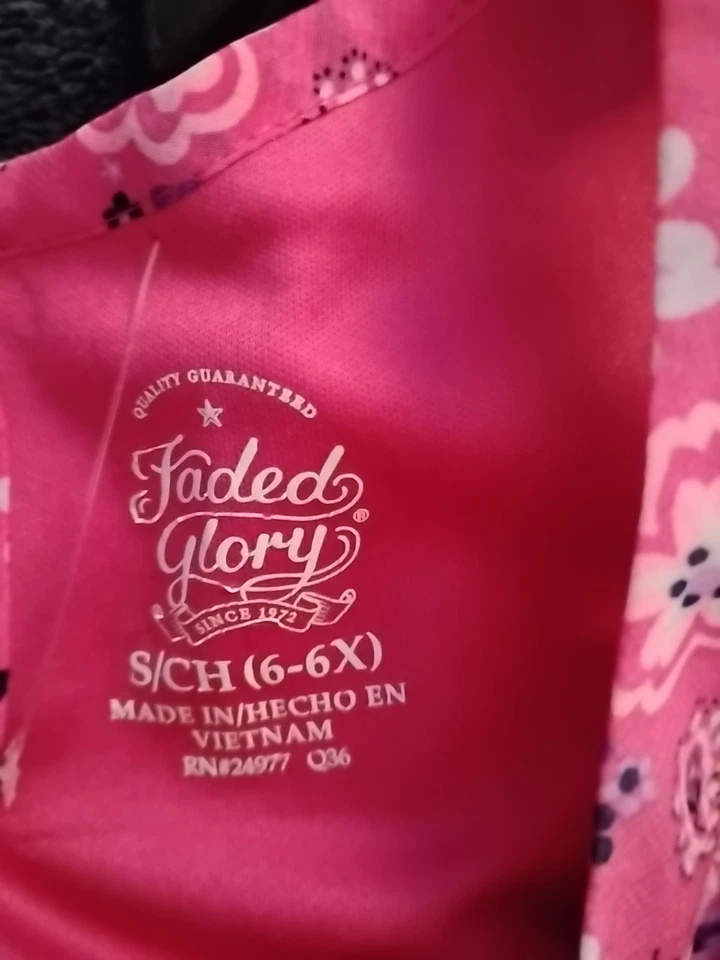 QUALITY GUARANTEED
Faded
Glory®
SINCE 1972
S/CH (6-6X)
MADE IN/HECHO EN
VIETNAM
RN#24977 Q36